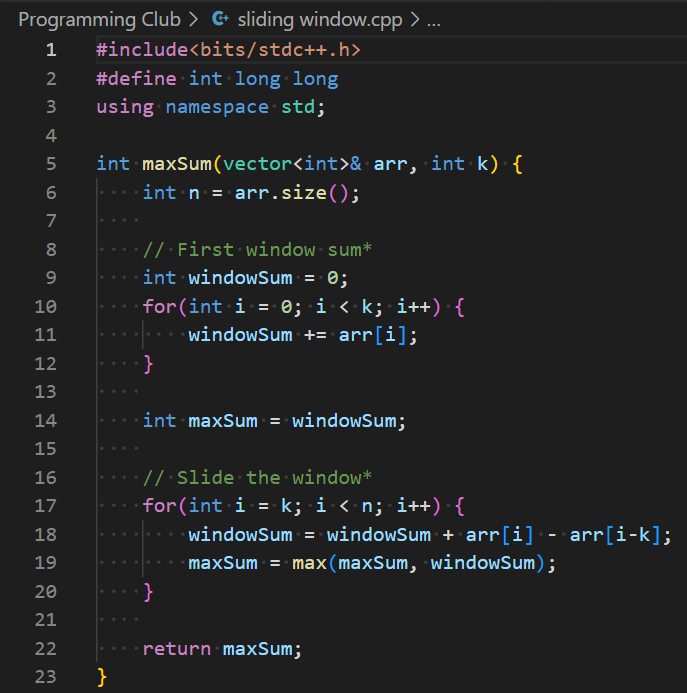 Programming Club > sliding window.cpp > ...
1 #include<bits/stdc++.h>
2 #define int long long
3 using namespace std;
4
5 int maxSum(vector<int>& arr, int k) {
6     int n = arr.size();
7
8     // First window sum*
9     int windowSum = 0;
10     for(int i = 0; i < k; i++) {
11         windowSum += arr[i];
12     }
13
14     int maxSum = windowSum;
15
16     // Slide the window*
17     for(int i = k; i < n; i++) {
18         windowSum = windowSum + arr[i] - arr[i-k];
19         maxSum = max(maxSum, windowSum);
20     }
21
22     return maxSum;
23 }